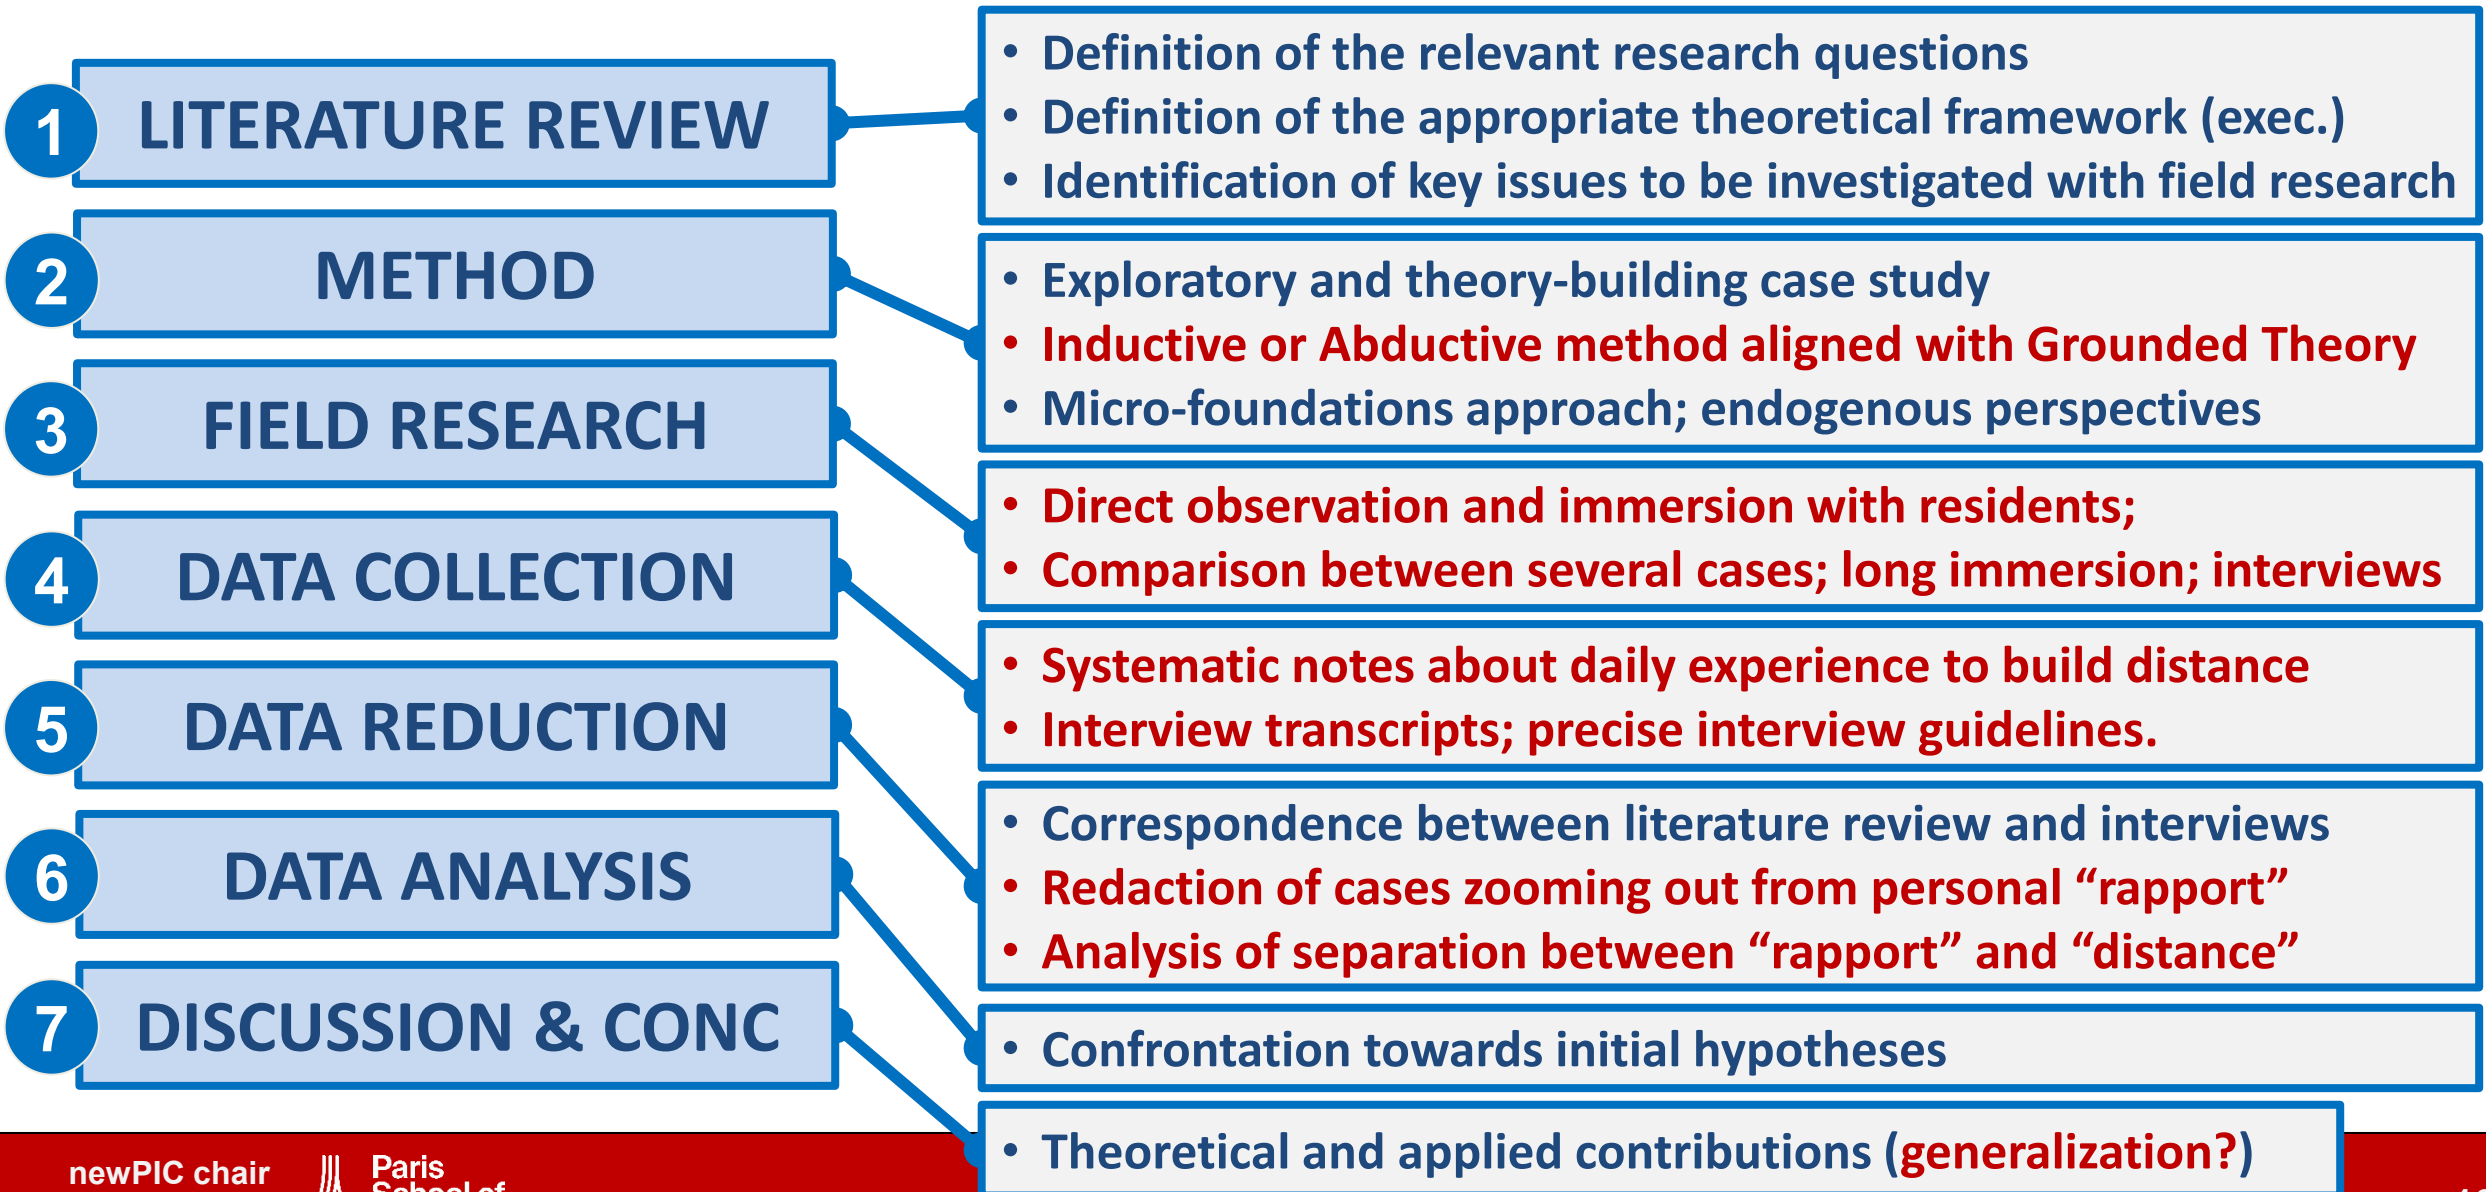 1 LITERATURE REVIEW
• Definition of the relevant research questions
• Definition of the appropriate theoretical framework (exec.)
• Identification of key issues to be investigated with field research
2 METHOD
• Exploratory and theory-building case study
• Inductive or Abductive method aligned with Grounded Theory
• Micro-foundations approach; endogenous perspectives
3 FIELD RESEARCH
• Direct observation and immersion with residents;
• Comparison between several cases; long immersion; interviews
4 DATA COLLECTION
• Systematic notes about daily experience to build distance
• Interview transcripts; precise interview guidelines.
5 DATA REDUCTION
• Correspondence between literature review and interviews
• Redaction of cases zooming out from personal “rapport”
• Analysis of separation between “rapport” and “distance”
6 DATA ANALYSIS
• Confrontation towards initial hypotheses
7 DISCUSSION & CONC
• Theoretical and applied contributions (generalization?)
newPIC chair
Paris
School of